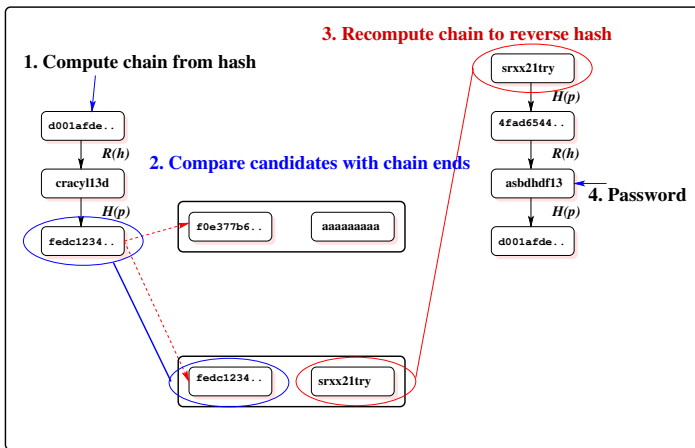 3. Recompute chain to reverse hash
1. Compute chain from hash
srxx21try
H(p)
d001afde..
4fad6544..
R(h)
R(h)
2. Compare candidates with chain ends
cracyl13d
asbdhdf13
4. Password
H(p)
H(p)
fedc1234..
f0e377b6..
aaaaaaaaa
d001afde..
fedc1234..
srxx21try